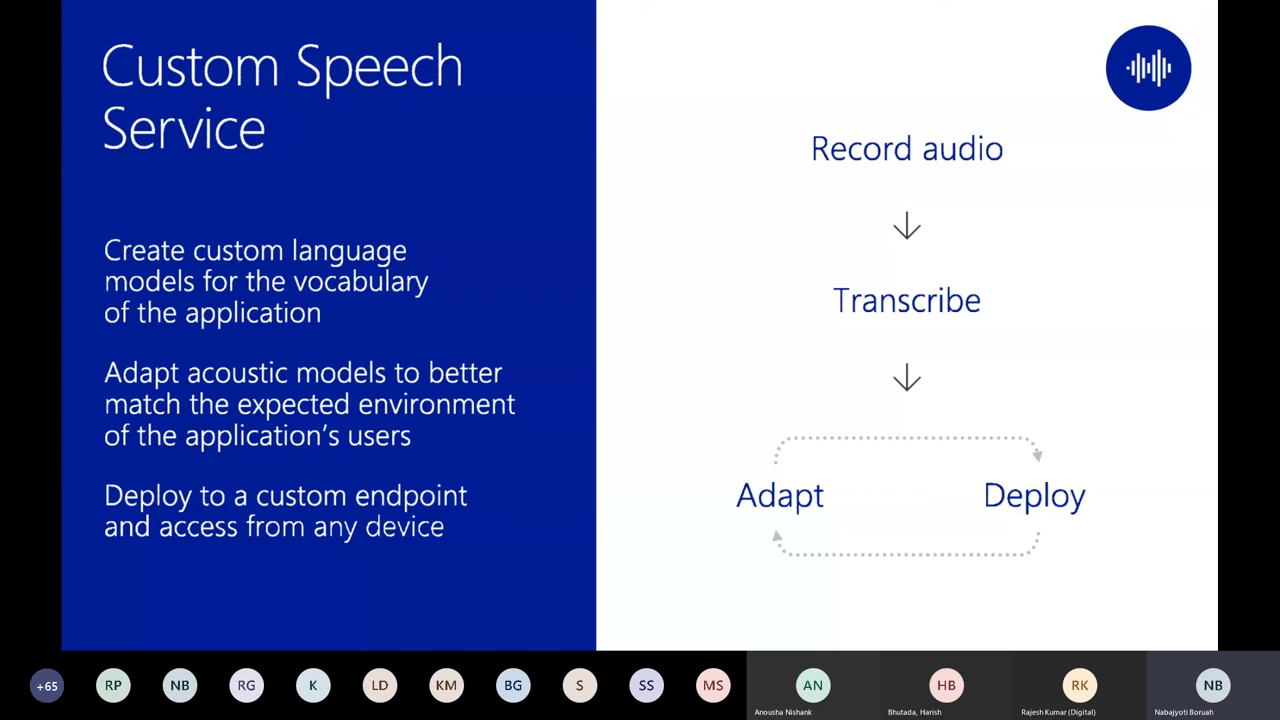 Custom Speech
Service
Create custom language
models for the vocabulary
of the application
Adapt acoustic models to better
match the expected environment
of the application's users
Deploy to a custom endpoint
and access from any device
Record audio
Transcribe
Adapt
Deploy
+65
RP
NB
RG
K
LD
KM
BG
S
SS
MS
AN
Anousha Nishank
HB
Bhutada, Harish
RK
Rajesh Kumar (Digital)
NB
Nabajyoti Boruah